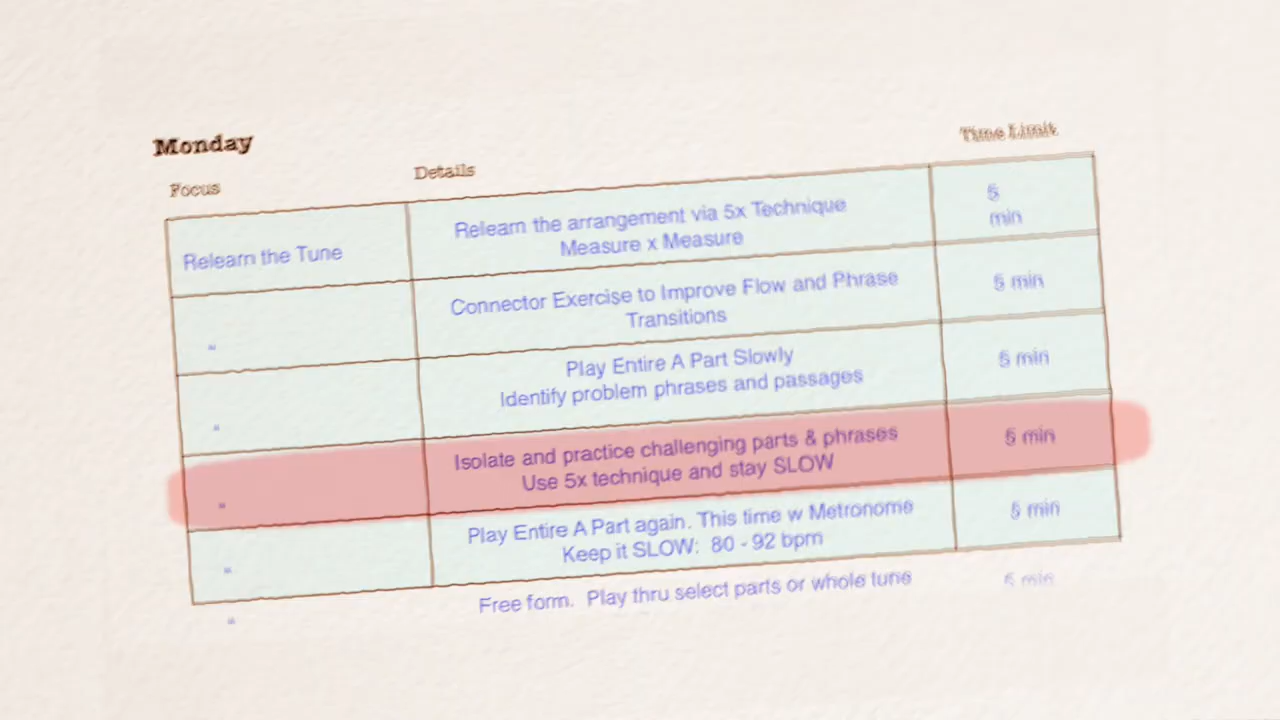 Monday
Focus
Details
Time Limit
Relearn the Tune
Relearn the arrangement via 5x Technique
Measure x Measure
5
min
"
Connector Exercise to Improve Flow and Phrase
Transitions
5 min
"
Play Entire A Part Slowly
Identify problem phrases and passages
5 min
"
Isolate and practice challenging parts & phrases
Use 5x technique and stay SLOW
5 min
"
Play Entire A Part again. This time w Metronome
Keep it SLOW: 80 - 92 bpm
5 min
"
Free form. Play thru select parts or whole tune
5 min